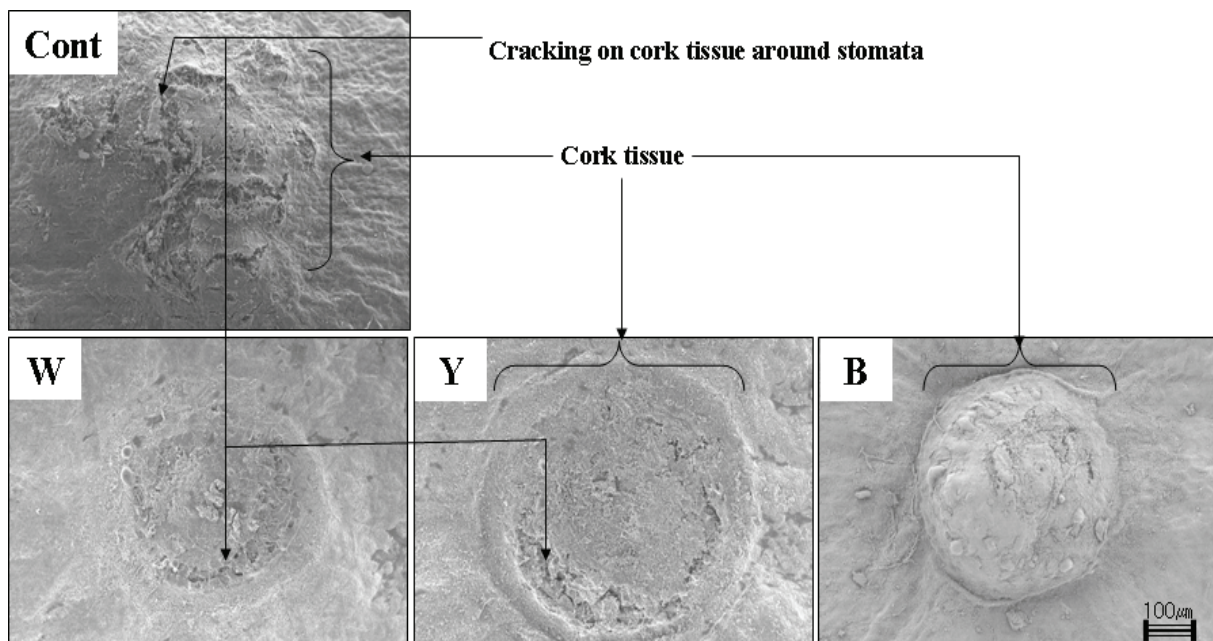 Cont
Cracking on cork tissue around stomata
Cork tissue
W
Y
B
100㎛